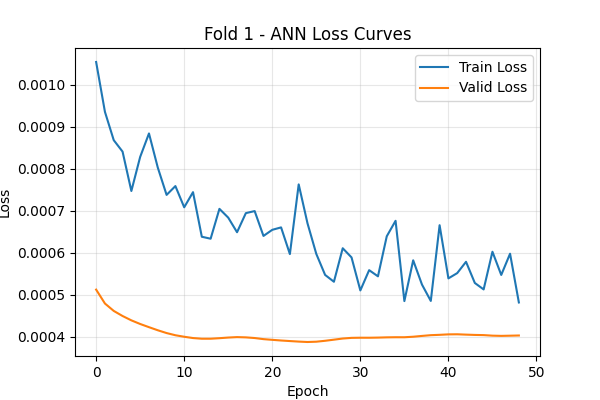 Fold 1 - ANN Loss Curves
Train Loss
Valid Loss
0.0010
0.0009
0.0008
0.0007
0.0006
0.0005
0.0004
Loss
0
10
20
30
40
50
Epoch